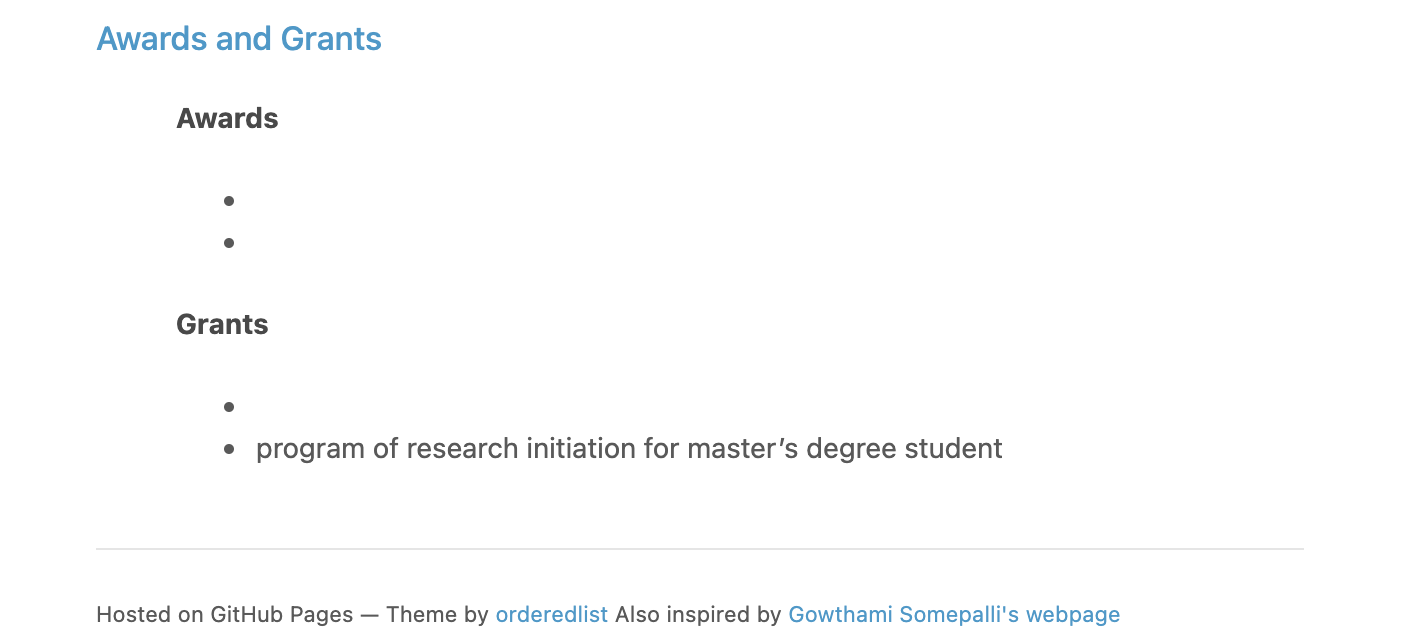 Awards and Grants
Awards
Grants
program of research initiation for master’s degree student
Hosted on GitHub Pages — Theme by orderedlist Also inspired by Gowthami Somepalli's webpage